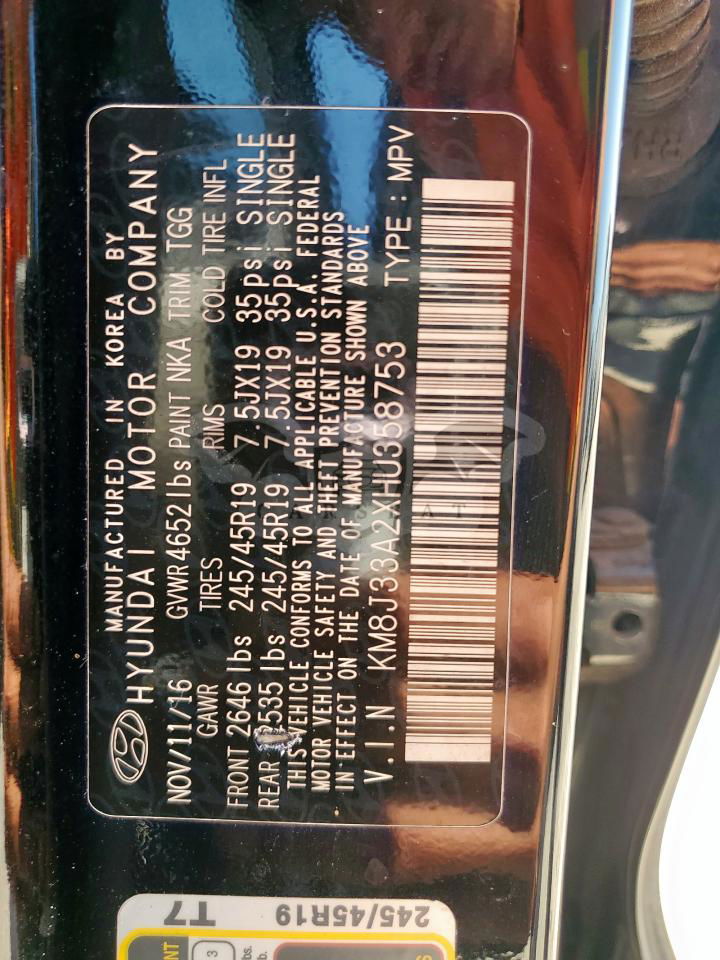 MANUFACTURED IN KOREA BY
HYUNDAI MOTOR COMPANY
NOV/11/16 GVWR4652lbs PAINT NKA TRIM TGG
GAWR TIRES RIMS COLD TIRE INFL
FRONT 2646 lbs 245/45R19 7.5JX19 35psi SINGLE
REAR 535 lbs 245/45R19 7.5JX19 35psi SINGLE
THIS VEHICLE CONFORMS TO ALL APPLICABLE U.S.A. FEDERAL
MOTOR VEHICLE SAFETY AND THEFT PREVENTION STANDARDS
IN EFFECT ON THE DATE OF MANUFACTURE SHOWN ABOVE
V.I.N KM8J33A2XHU358753 TYPE : MPV
245/45R19 T7
3